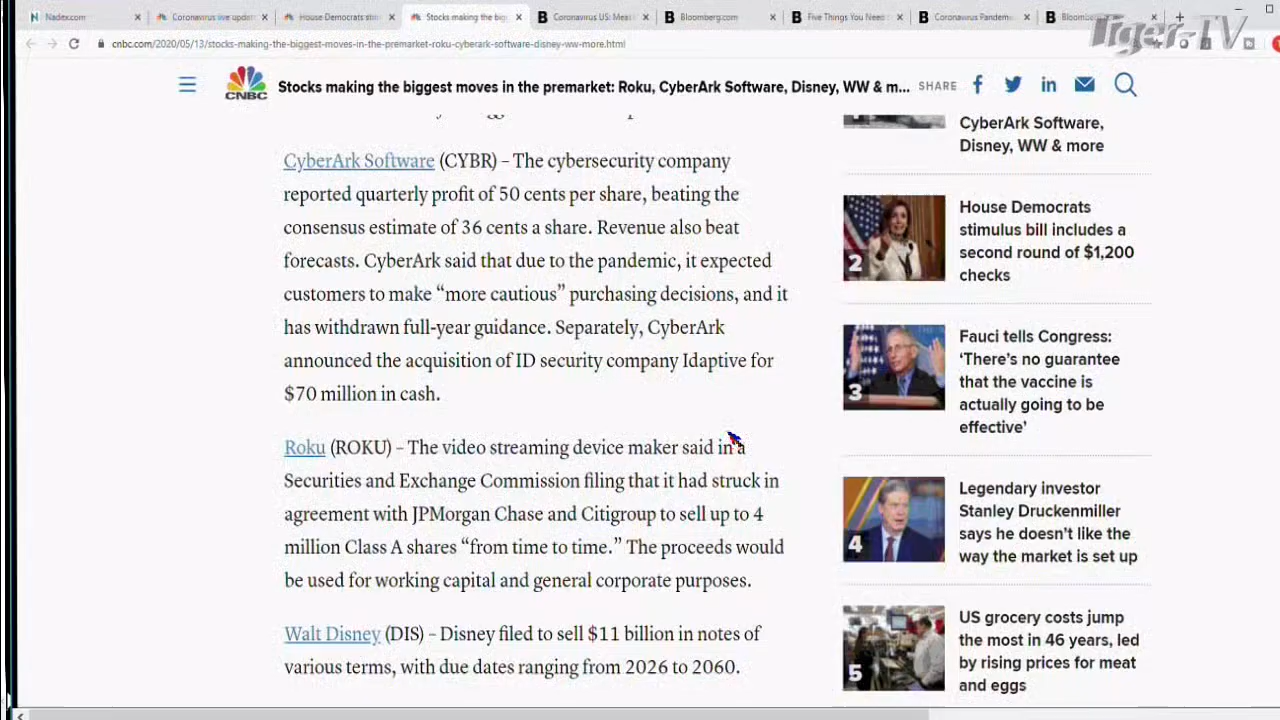 Nadex.com
Coronavirus live updat
House Democrats stim
Stocks making the big
Coronavirus US: Meat
Bloomberg.com
Five Things You Need
Coronavirus Pandemi
Tiger-TV
cnbc.com/2020/05/13/stocks-making-the-biggest-moves-in-the-premarket-roku-cyberark-software-disney-ww-more.html
CNBC
Stocks making the biggest moves in the premarket: Roku, CyberArk Software, Disney, WW & m...
SHARE
CyberArk Software (CYBR) – The cybersecurity company
reported quarterly profit of 50 cents per share, beating the
consensus estimate of 36 cents a share. Revenue also beat
forecasts. CyberArk said that due to the pandemic, it expected
customers to make “more cautious” purchasing decisions, and it
has withdrawn full-year guidance. Separately, CyberArk
announced the acquisition of ID security company Idaptive for
$70 million in cash.
Roku (ROKU) – The video streaming device maker said in a
Securities and Exchange Commission filing that it had struck in
agreement with JPMorgan Chase and Citigroup to sell up to 4
million Class A shares “from time to time.” The proceeds would
be used for working capital and general corporate purposes.
Walt Disney (DIS) – Disney filed to sell $11 billion in notes of
various terms, with due dates ranging from 2026 to 2060.
CyberArk Software,
Disney, WW & more
2
House Democrats
stimulus bill includes a
second round of $1,200
checks
3
Fauci tells Congress:
‘There’s no guarantee
that the vaccine is
actually going to be
effective’
4
Legendary investor
Stanley Druckenmiller
says he doesn’t like the
way the market is set up
5
US grocery costs jump
the most in 46 years, led
by rising prices for meat
and eggs